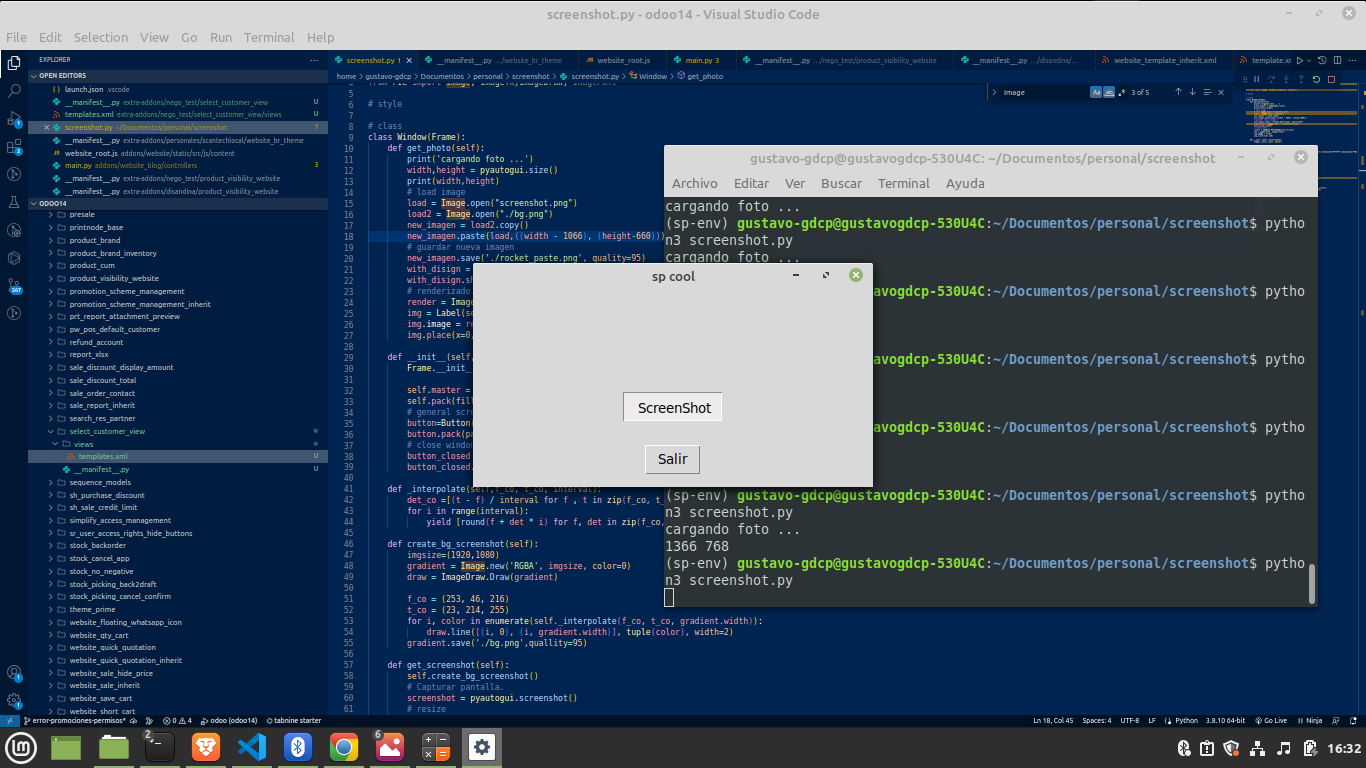 screenshot.py - odoo14 - Visual Studio Code
File Edit Selection View Go Run Terminal Help
EXPLORER
OPEN EDITORS
launch.json .vscode
__manifest__.py extra-addons/nego_test/select_customer_view U
templates.xml extra-addons/nego_test/select_customer_view/views U
screenshot.py ~/Documentos/personal/screenshot 1
__manifest__.py extra-addons/personales/scantechlocal/website_br_theme
website_root.js addons/website/static/src/js/content
main.py addons/website_blog/controllers 3
__manifest__.py extra-addons/nego_test/product_visibility_website
__manifest__.py extra-addons/disandina/product_visibility_website
ODOO14
presale
printnode_base
product_brand
product_brand_inventory
product_cum
product_visibility_website
promotion_scheme_management
promotion_scheme_management_inherit
prt_report_attachment_preview
pw_pos_default_customer
refund_account
report_xlsx
sale_discount_display_amount
sale_discount_total
sale_order_contact
sale_report_inherit
search_res_partner
select_customer_view
views
templates.xml U
__manifest__.py U
sequence_models
sh_purchase_discount
sh_sale_credit_limit
simplify_access_management
sr_user_access_rights_hide_buttons
stock_backorder
stock_cancel_app
stock_no_negative
stock_picking_back2draft
stock_picking_cancel_confirm
theme_prime
website_floating_whatsapp_icon
website_qty_cart
website_quick_quotation
website_quick_quotation_inherit
website_sale_hide_price
website_sale_inherit
website_save_cart
website_short_cart
screenshot.py 1 __manifest__.py .../website_br_theme website_root.js main.py 3 __manifest__.py .../nego_test/product_visibility_website __manifest__.py .../disandina/... website_template_inherit.xml template.x
home > gustavo-gdcp > Documentos > personal > screenshot > screenshot.py > Window > get_photo
Image Aa ab 3 of 5
5
6 # style
7
8 # class
9 class Window(Frame):
10 def get_photo(self):
11 print('cargando foto ...')
12 width,height = pyautogui.size()
13 print(width,height)
14 # load image
15 load = Image.open("screenshot.png")
16 load2 = Image.open("./bg.png")
17 new_imagen = load2.copy()
18 new_imagen.paste(load,((width - 1066), (height-660)))
19 # guardar nueva imagen
20 new_imagen.save('./rocket_paste.png', quality=95)
21 with_disign =
22 with_disign.sh
23 # renderizado
24 render = Imag
25 img = Label(se
26 img.image = re
27 img.place(x=0,
28
29 def __init__(self,
30 Frame.__init__
31
32 self.master =
33 self.pack(fill
34 # general scre
35 button=Button(
36 button.pack(pa
37 # close window
38 button_closed
39 button_closed.
40
41 def _interpolate(self,f_co, t_co, interval):
42 det_co =[(t - f) / interval for f , t in zip(f_co, t_
43 for i in range(interval):
44 yield [round(f + det * i) for f, det in zip(f_co,
45
46 def create_bg_screenshot(self):
47 imgsize=(1920,1080)
48 gradient = Image.new('RGBA', imgsize, color=0)
49 draw = ImageDraw.Draw(gradient)
50
51 f_co = (253, 46, 216)
52 t_co = (23, 214, 255)
53 for i, color in enumerate(self._interpolate(f_co, t_co, gradient.width)):
54 draw.line([(i, 0), (i, gradient.width)], tuple(color), width=2)
55 gradient.save('./bg.png',quallity=95)
56
57 def get_screenshot(self):
58 self.create_bg_screenshot()
59 # Capturar pantalla.
60 screenshot = pyautogui.screenshot()
61 # resize
gustavo-gdcp@gustavogdcp-530U4C: ~/Documentos/personal/screenshot
Archivo Editar Ver Buscar Terminal Ayuda
cargando foto ...
(sp-env) gustavo-gdcp@gustavogdcp-530U4C:~/Documentos/personal/screenshot$ pytho
n3 screenshot.py
cargando foto ...
avogdcp-530U4C:~/Documentos/personal/screenshot$ pytho
avogdcp-530U4C:~/Documentos/personal/screenshot$ pytho
avogdcp-530U4C:~/Documentos/personal/screenshot$ pytho
(sp-env) gustavo-gdcp@gustavogdcp-530U4C:~/Documentos/personal/screenshot$ pytho
n3 screenshot.py
cargando foto ...
1366 768
(sp-env) gustavo-gdcp@gustavogdcp-530U4C:~/Documentos/personal/screenshot$ pytho
n3 screenshot.py
sp cool
ScreenShot
Salir
error-promociones-permisos* 0 4 odoo (odoo14) tabnine starter Ln 18, Col 45 Spaces: 4 UTF-8 LF Python 3.8.10 64-bit Go Live Ninja
2 6 16:32